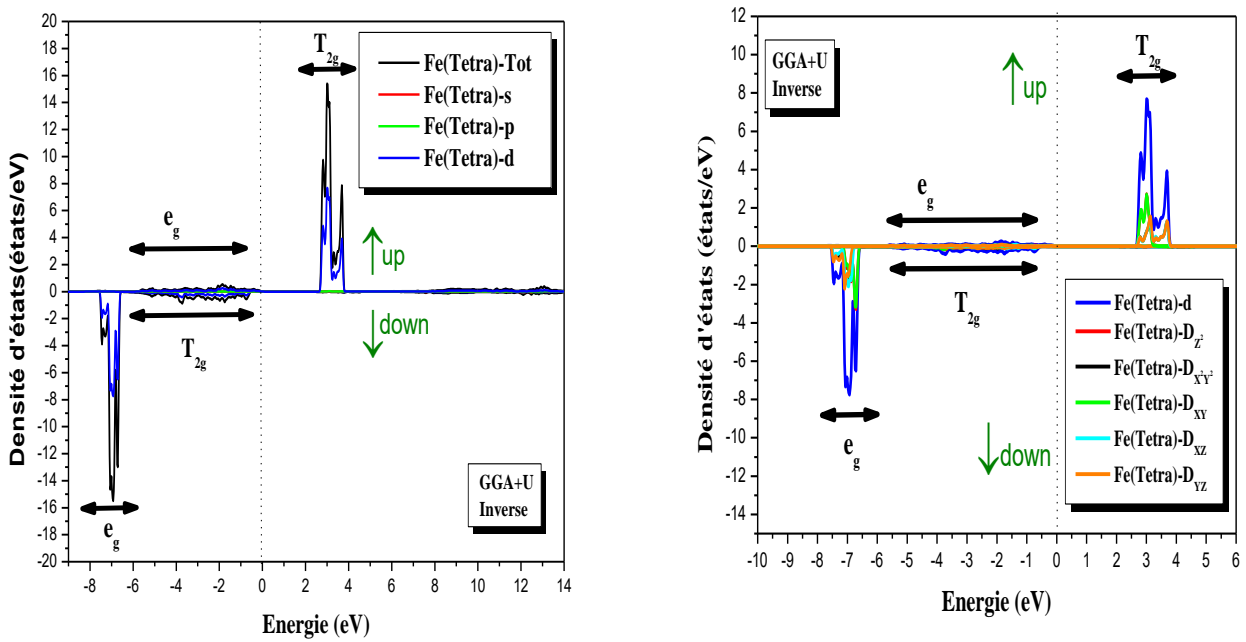 20
18
16
14
12
10
8
6
4
2
0
-2
-4
-6
-8
-10
-12
-14
-16
-18
-20
Densité d'états(états/eV)
T2g
Fe(Tetra)-Tot
Fe(Tetra)-s
Fe(Tetra)-p
Fe(Tetra)-d
eg
up
down
T2g
GGA+U
Inverse
eg
-8 -6 -4 -2 0 2 4 6 8 10 12 14
Energie (eV)
12
10
8
6
4
2
0
-2
-4
-6
-8
-10
-12
-14
Densité d'états ((états/eV)
GGA+U
Inverse
up
T2g
eg
T2g
eg
down
Fe(Tetra)-d
Fe(Tetra)-DZ²
Fe(Tetra)-DX²Y²
Fe(Tetra)-DXY
Fe(Tetra)-DXZ
Fe(Tetra)-DYZ
-10 -9 -8 -7 -6 -5 -4 -3 -2 -1 0 1 2 3 4 5 6
Energie (eV)